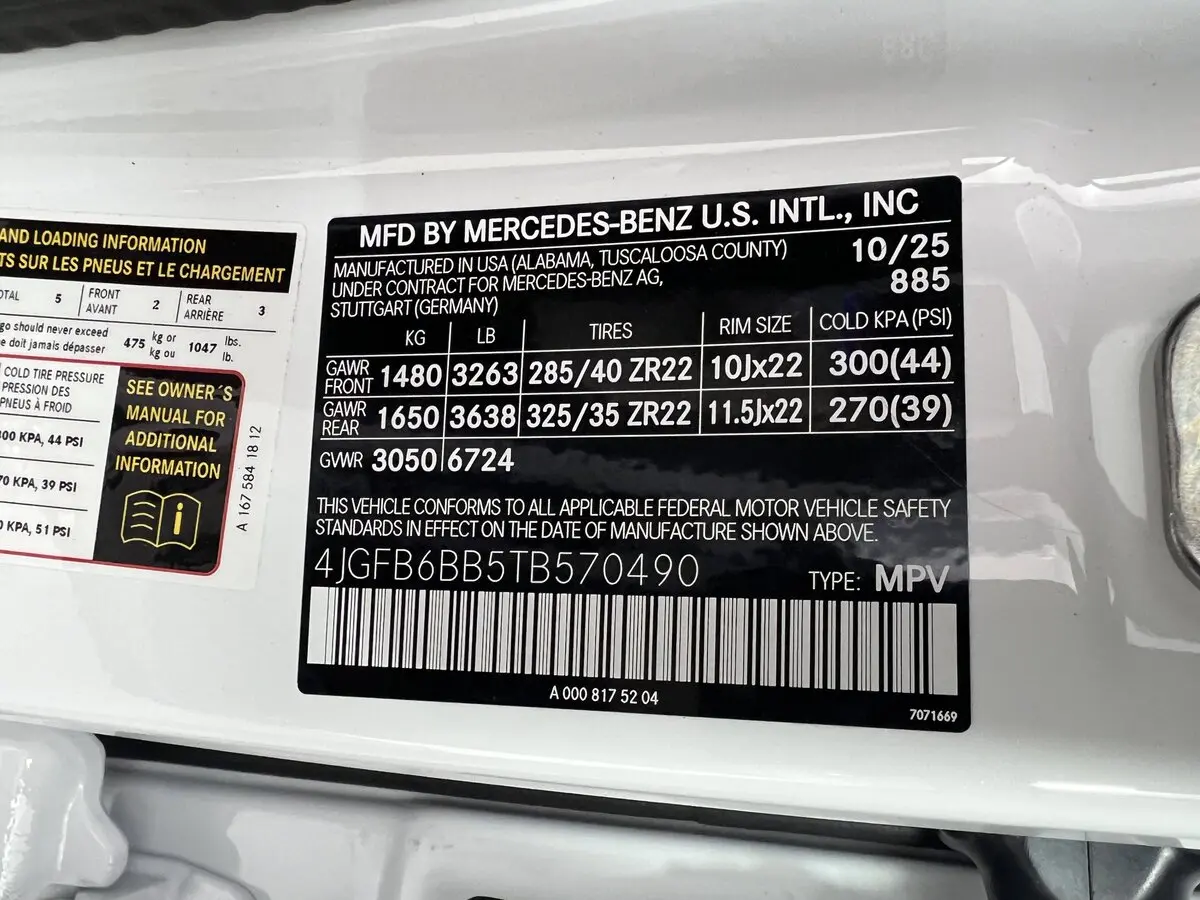 AND LOADING INFORMATION
TS SUR LES PNEUS ET LE CHARGEMENT
OTAL 5 FRONT AVANT 2 REAR ARRIÈRE 3
go should never exceed
e doit jamais dépasser 475 kg or kg ou 1047 lbs. lb.
COLD TIRE PRESSURE
PRESSION DES
PNEUS À FROID
300 KPA, 44 PSI
270 KPA, 39 PSI
0 KPA, 51 PSI
SEE OWNER´S
MANUAL FOR
ADDITIONAL
INFORMATION
i
A 167 584 18 12
MFD BY MERCEDES-BENZ U.S. INTL., INC
MANUFACTURED IN USA (ALABAMA, TUSCALOOSA COUNTY) 10/25
UNDER CONTRACT FOR MERCEDES-BENZ AG, 885
STUTTGART (GERMANY)
KG LB TIRES RIM SIZE COLD KPA (PSI)
GAWR FRONT 1480 3263 285/40 ZR22 10Jx22 300(44)
GAWR REAR 1650 3638 325/35 ZR22 11.5Jx22 270(39)
GVWR 3050 6724
THIS VEHICLE CONFORMS TO ALL APPLICABLE FEDERAL MOTOR VEHICLE SAFETY
STANDARDS IN EFFECT ON THE DATE OF MANUFACTURE SHOWN ABOVE.
4JGFB6BB5TB570490 TYPE: MPV
A 000 817 52 04
7071669